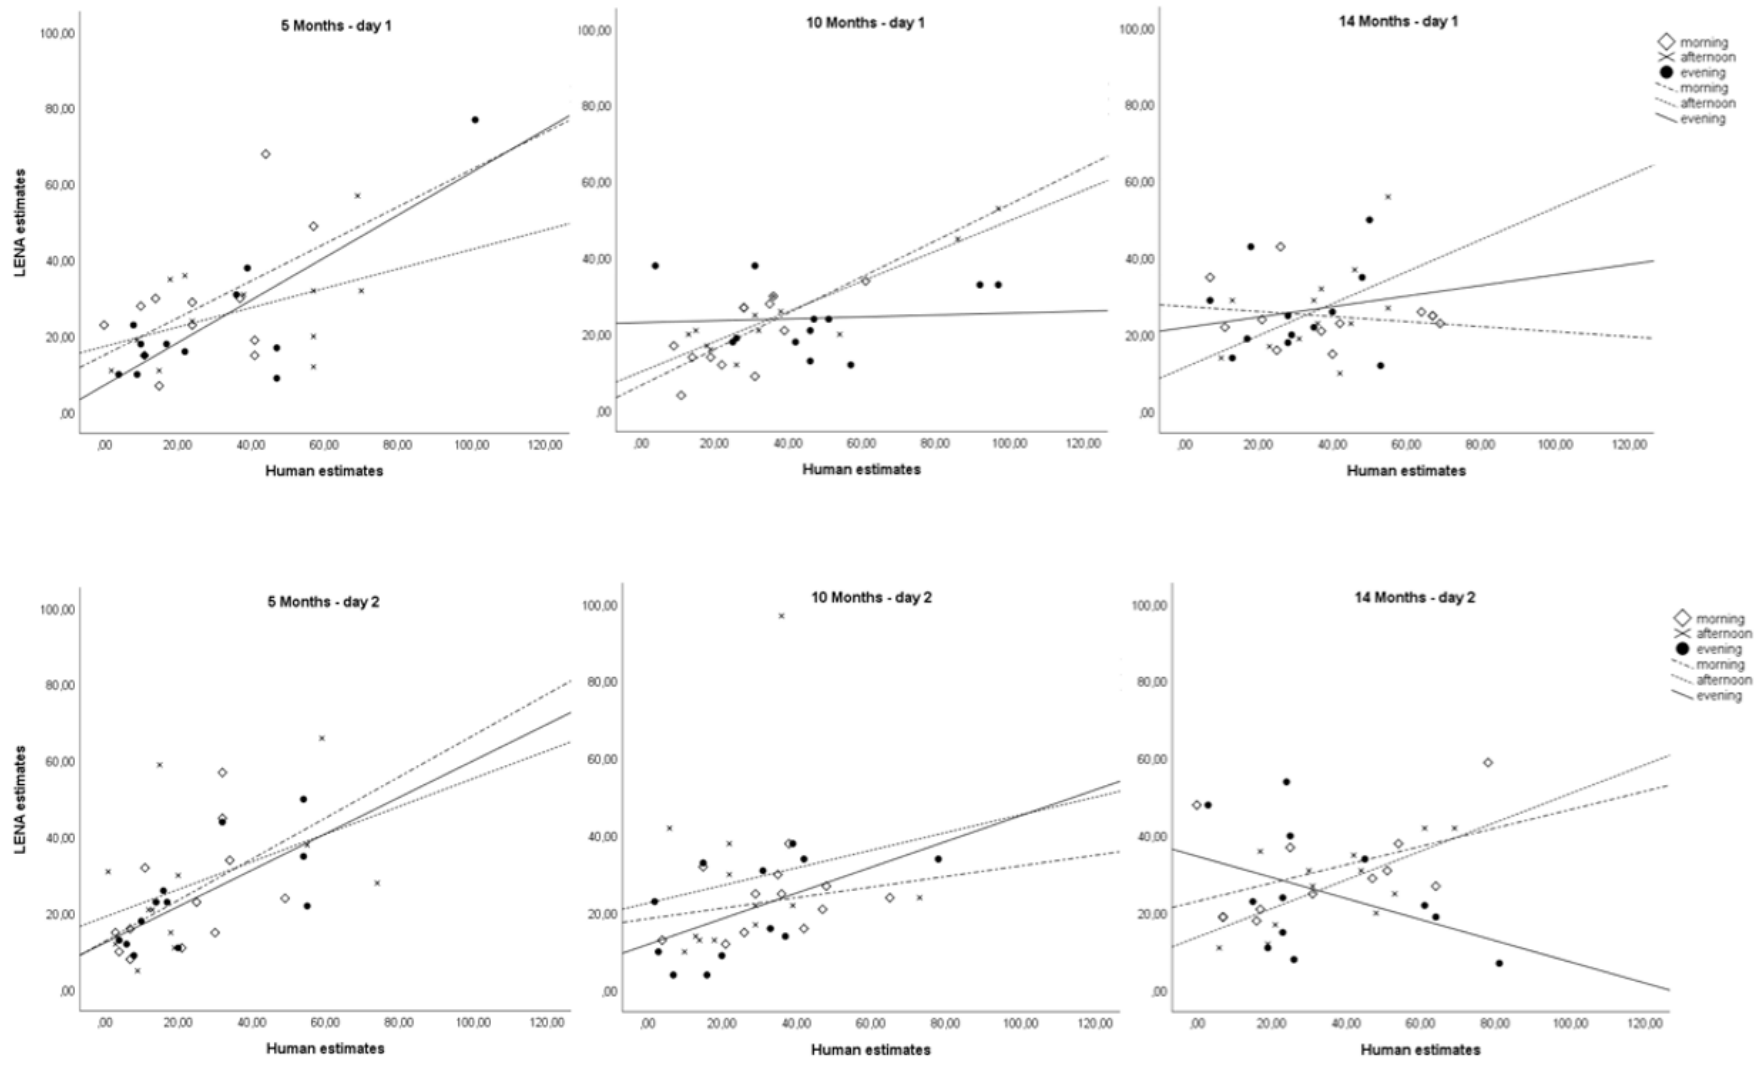 5 Months - day 1
100,00
80,00
60,00
40,00
20,00
,00
LENA estimates
,00 20,00 40,00 60,00 80,00 100,00 120,00
Human estimates
10 Months - day 1
100,00
80,00
60,00
40,00
20,00
,00
,00 20,00 40,00 60,00 80,00 100,00 120,00
Human estimates
14 Months - day 1
100,00
80,00
60,00
40,00
20,00
,00
,00 20,00 40,00 60,00 80,00 100,00 120,00
Human estimates
morning
afternoon
evening
morning
afternoon
evening
5 Months - day 2
100,00
80,00
60,00
40,00
20,00
,00
LENA estimates
,00 20,00 40,00 60,00 80,00 100,00 120,00
Human estimates
10 Months - day 2
100,00
80,00
60,00
40,00
20,00
,00
,00 20,00 40,00 60,00 80,00 100,00 120,00
Human estimates
14 Months - day 2
100,00
80,00
60,00
40,00
20,00
,00
,00 20,00 40,00 60,00 80,00 100,00 120,00
Human estimates
morning
afternoon
evening
morning
afternoon
evening